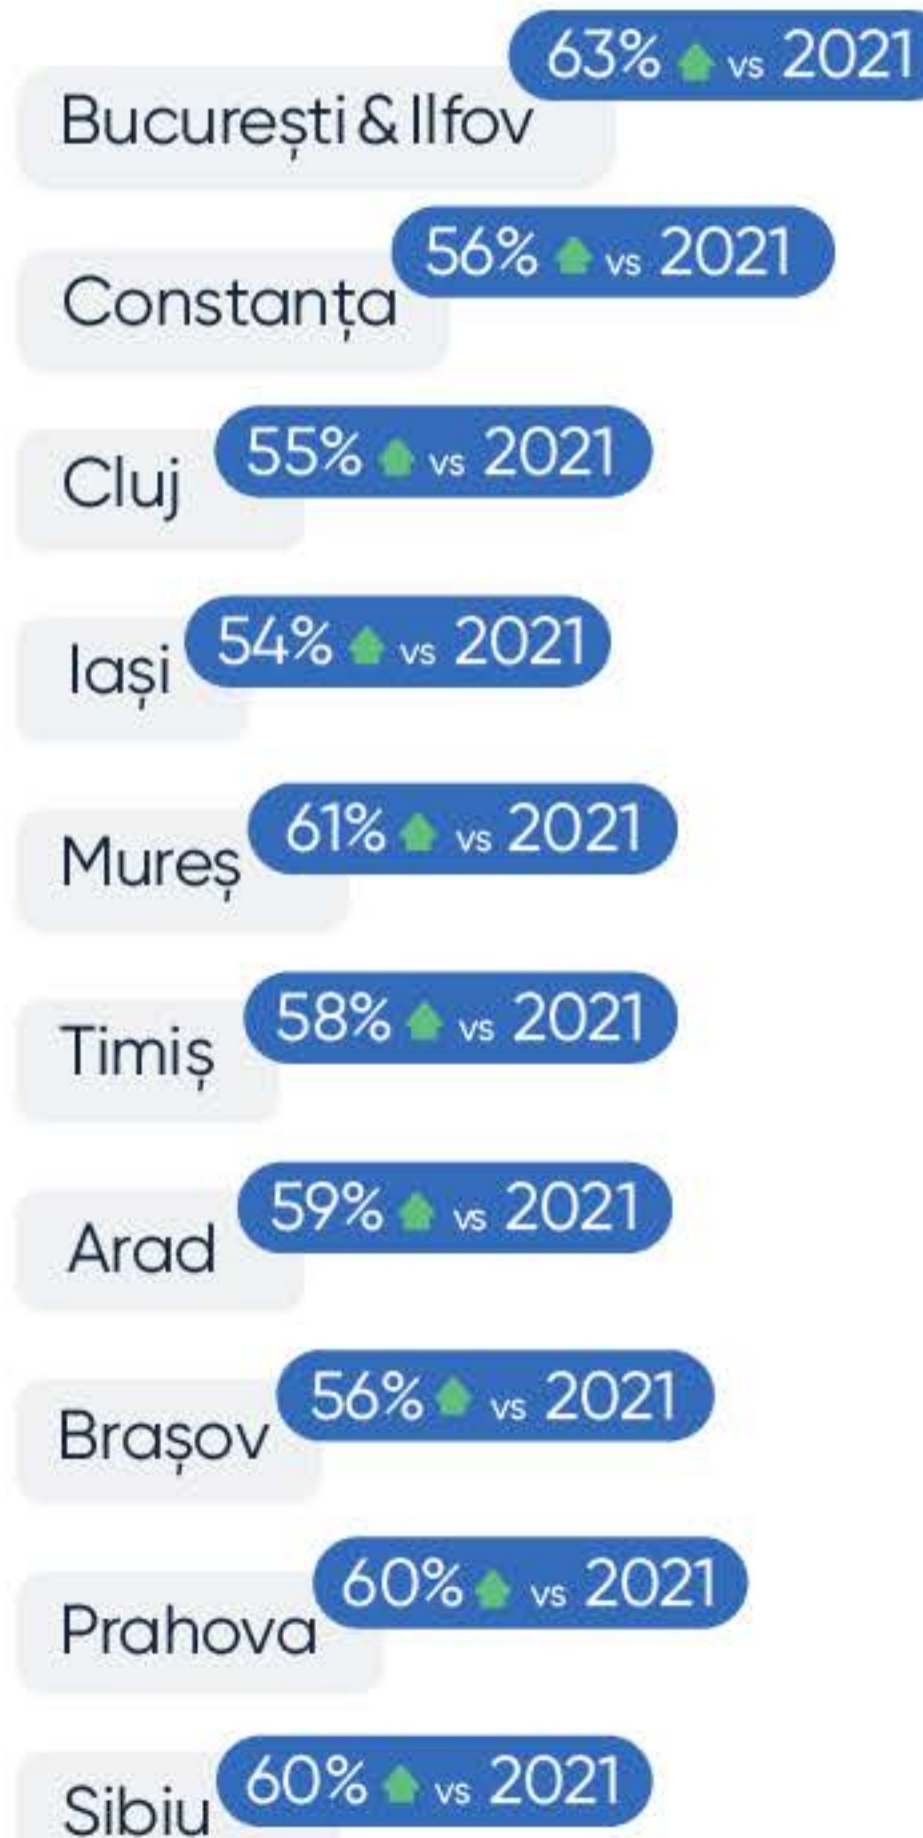 București & Ilfov 63% vs 2021
Constanța 56% vs 2021
Cluj 55% vs 2021
Iași 54% vs 2021
Mureș 61% vs 2021
Timiș 58% vs 2021
Arad 59% vs 2021
Brașov 56% vs 2021
Prahova 60% vs 2021
Sibiu 60% vs 2021